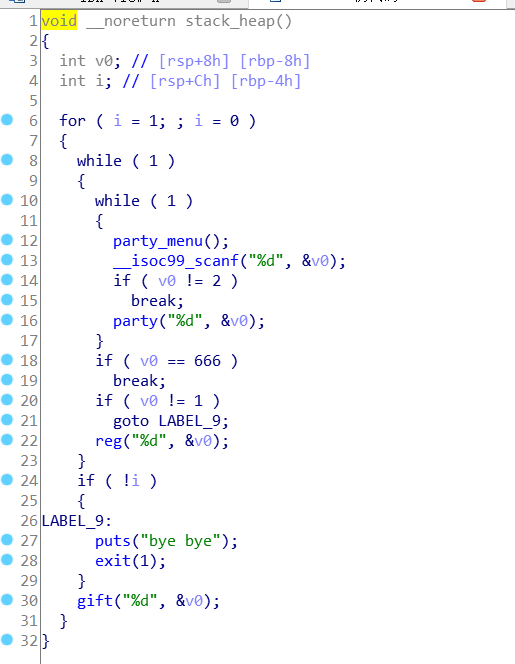 1 void __noreturn stack_heap()
2 {
3 int v0; // [rsp+8h] [rbp-8h]
4 int i; // [rsp+Ch] [rbp-4h]
5
6 for ( i = 1; ; i = 0 )
7 {
8 while ( 1 )
9 {
10 while ( 1 )
11 {
12 party_menu();
13 __isoc99_scanf("%d", &v0);
14 if ( v0 != 2 )
15 break;
16 party("%d", &v0);
17 }
18 if ( v0 == 666 )
19 break;
20 if ( v0 != 1 )
21 goto LABEL_9;
22 reg("%d", &v0);
23 }
24 if ( !i )
25 {
26 LABEL_9:
27 puts("bye bye");
28 exit(1);
29 }
30 gift("%d", &v0);
31 }
32 }